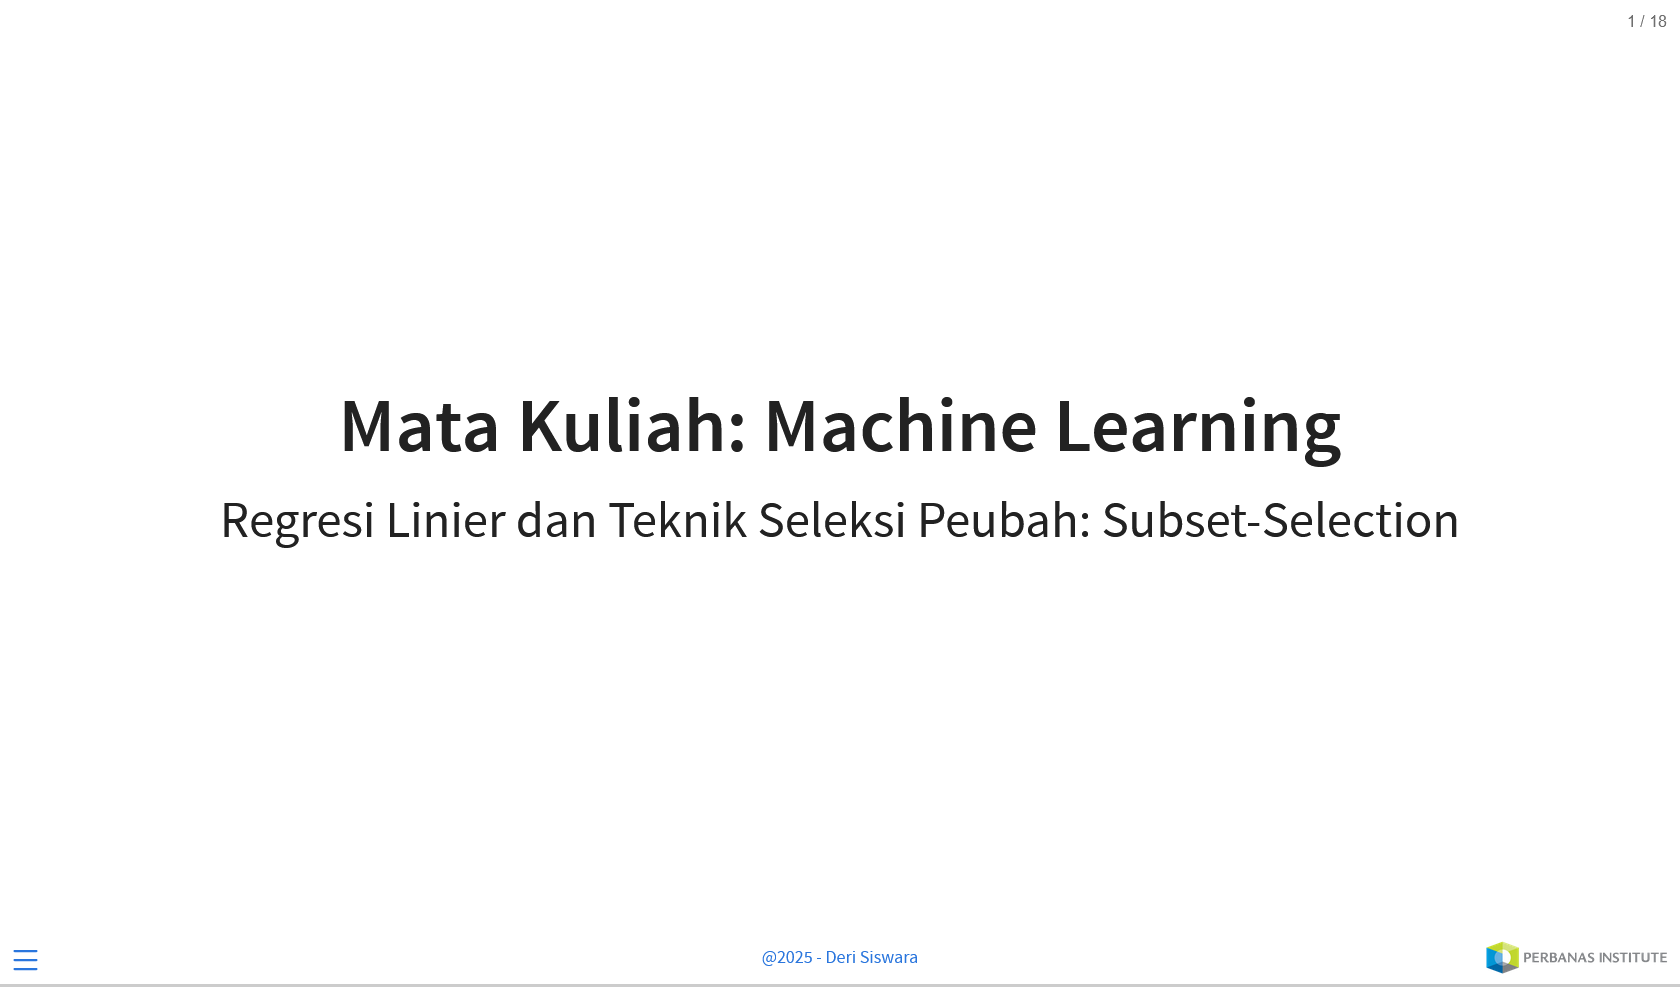 1 / 18
Mata Kuliah: Machine Learning
Regresi Linier dan Teknik Seleksi Peubah: Subset-Selection
@2025 - Deri Siswara
PERBANAS INSTITUTE